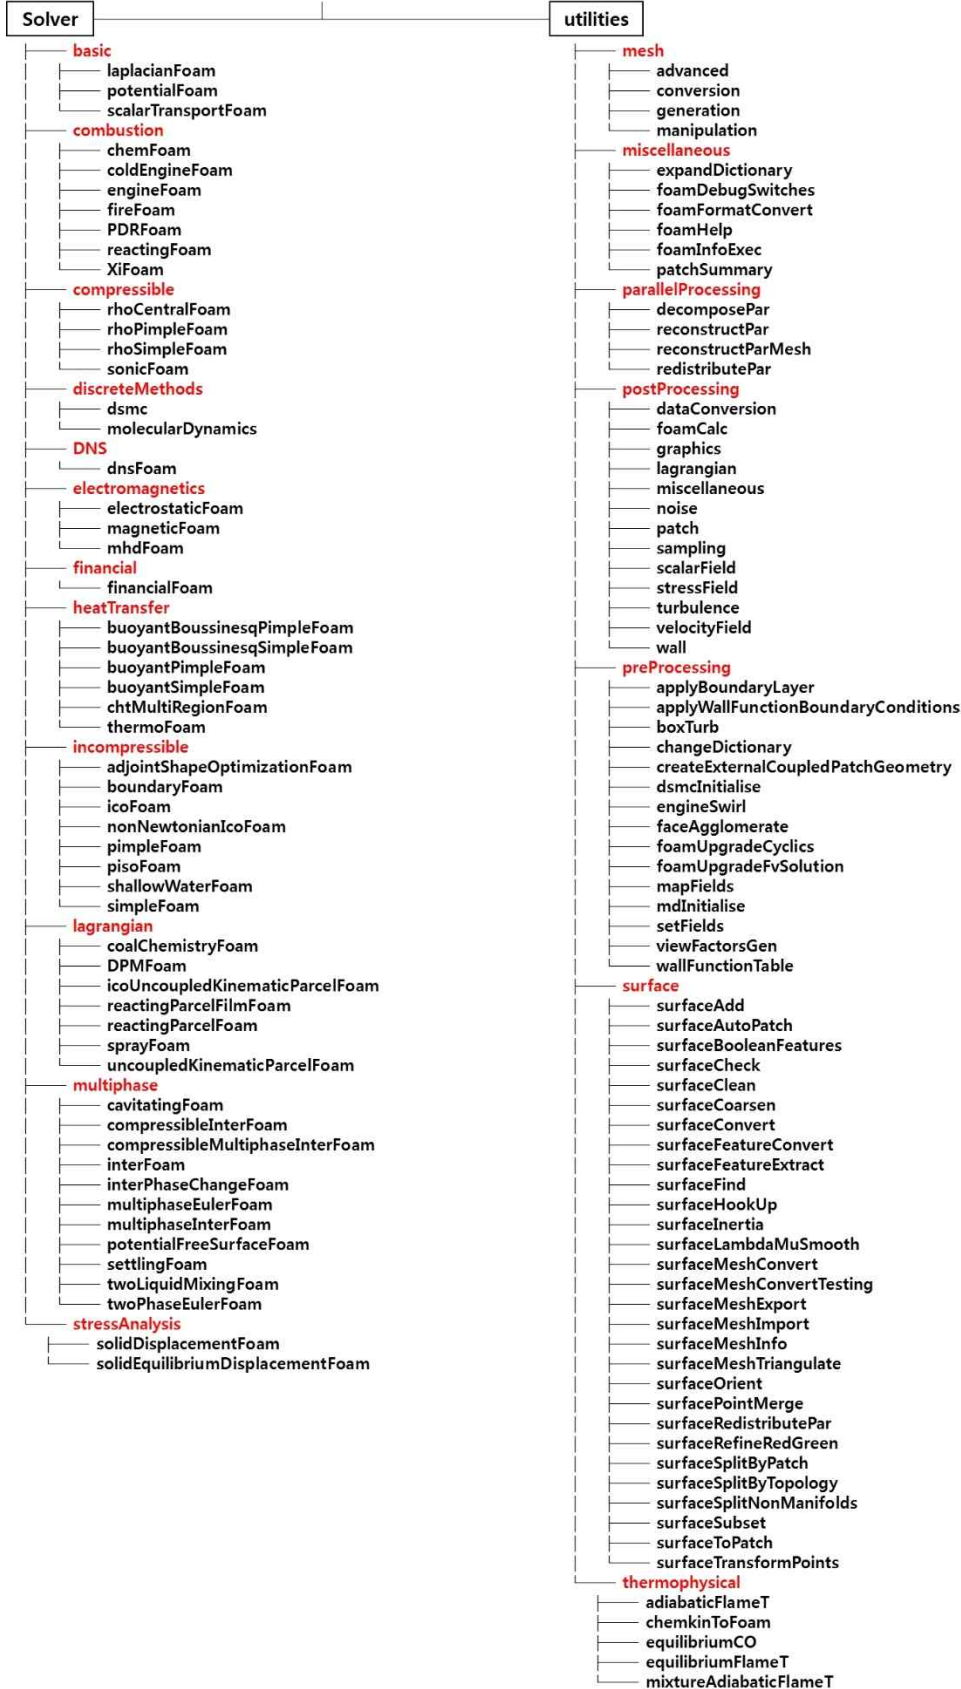 Solver
basic
laplacianFoam
potentialFoam
scalarTransportFoam
combustion
chemFoam
coldEngineFoam
engineFoam
fireFoam
PDRFoam
reactingFoam
XiFoam
compressible
rhoCentralFoam
rhoPimpleFoam
rhoSimpleFoam
sonicFoam
discreteMethods
dsmc
molecularDynamics
DNS
dnsFoam
electromagnetics
electrostaticFoam
magneticFoam
mhdFoam
financial
financialFoam
heatTransfer
buoyantBoussinesqPimpleFoam
buoyantBoussinesqSimpleFoam
buoyantPimpleFoam
buoyantSimpleFoam
chtMultiRegionFoam
thermoFoam
incompressible
adjointShapeOptimizationFoam
boundaryFoam
icoFoam
nonNewtonianIcoFoam
pimpleFoam
pisoFoam
shallowWaterFoam
simpleFoam
lagrangian
coalChemistryFoam
DPMFoam
icoUncoupledKinematicParcelFoam
reactingParcelFilmFoam
reactingParcelFoam
sprayFoam
uncoupledKinematicParcelFoam
multiphase
cavitatingFoam
compressibleInterFoam
compressibleMultiphaseInterFoam
interFoam
interPhaseChangeFoam
multiphaseEulerFoam
multiphaseInterFoam
potentialFreeSurfaceFoam
settlingFoam
twoLiquidMixingFoam
twoPhaseEulerFoam
stressAnalysis
solidDisplacementFoam
solidEquilibriumDisplacementFoam
utilities
mesh
advanced
conversion
generation
manipulation
miscellaneous
expandDictionary
foamDebugSwitches
foamFormatConvert
foamHelp
foamInfoExec
patchSummary
parallelProcessing
decomposePar
reconstructPar
reconstructParMesh
redistributePar
postProcessing
dataConversion
foamCalc
graphics
lagrangian
miscellaneous
noise
patch
sampling
scalarField
stressField
turbulence
velocityField
wall
preProcessing
applyBoundaryLayer
applyWallFunctionBoundaryConditions
boxTurb
changeDictionary
createExternalCoupledPatchGeometry
dsmcInitialise
engineSwirl
faceAgglomerate
foamUpgradeCyclics
foamUpgradeFvSolution
mapFields
mdInitialise
setFields
viewFactorsGen
wallFunctionTable
surface
surfaceAdd
surfaceAutoPatch
surfaceBooleanFeatures
surfaceCheck
surfaceClean
surfaceCoarsen
surfaceConvert
surfaceFeatureConvert
surfaceFeatureExtract
surfaceFind
surfaceHookUp
surfaceInertia
surfaceLambdaMuSmooth
surfaceMeshConvert
surfaceMeshConvertTesting
surfaceMeshExport
surfaceMeshImport
surfaceMeshInfo
surfaceMeshTriangulate
surfaceOrient
surfacePointMerge
surfaceRedistributePar
surfaceRefineRedGreen
surfaceSplitByPatch
surfaceSplitByTopology
surfaceSplitNonManifolds
surfaceSubset
surfaceToPatch
surfaceTransformPoints
thermophysical
adiabaticFlameT
chemkinToFoam
equilibriumCO
equilibriumFlameT
mixtureAdiabaticFlameT